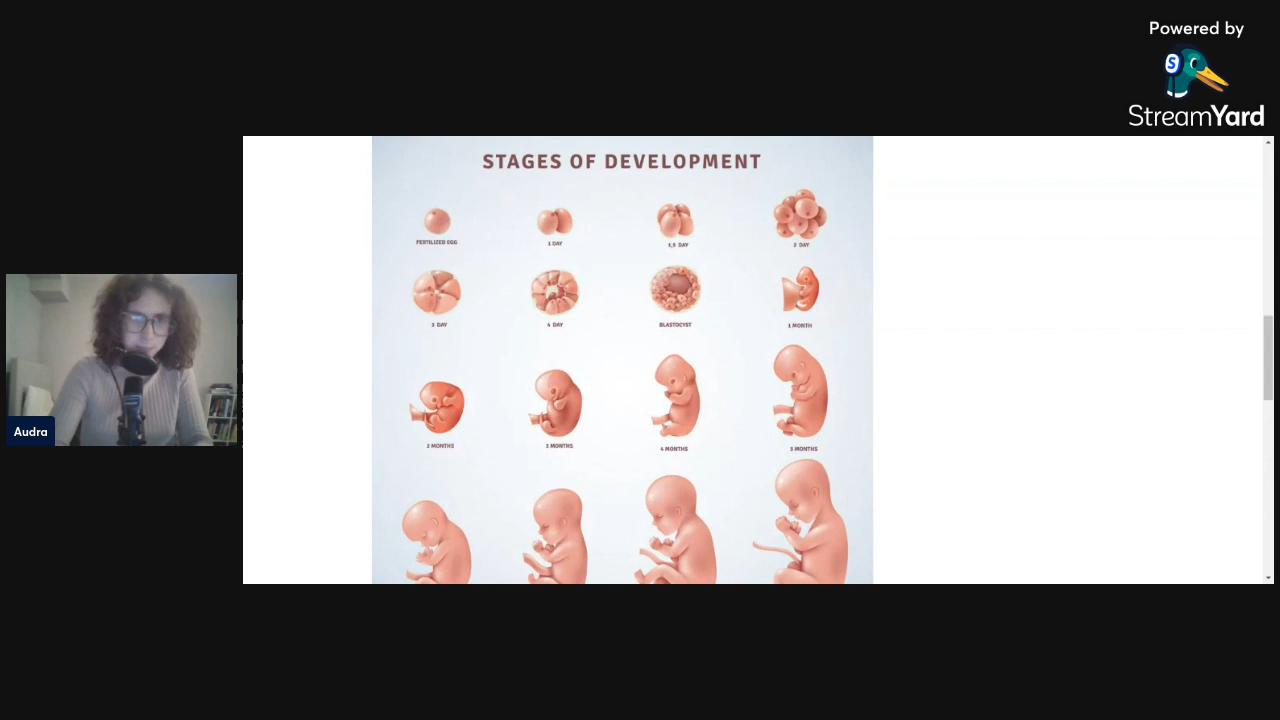 Powered by
S
StreamYard
STAGES OF DEVELOPMENT
FERTILIZED EGG
1 DAY
1,5 DAY
2 DAY
3 DAY
4 DAY
BLASTOCYST
1 MONTH
2 MONTHS
3 MONTHS
4 MONTHS
5 MONTHS
Audra